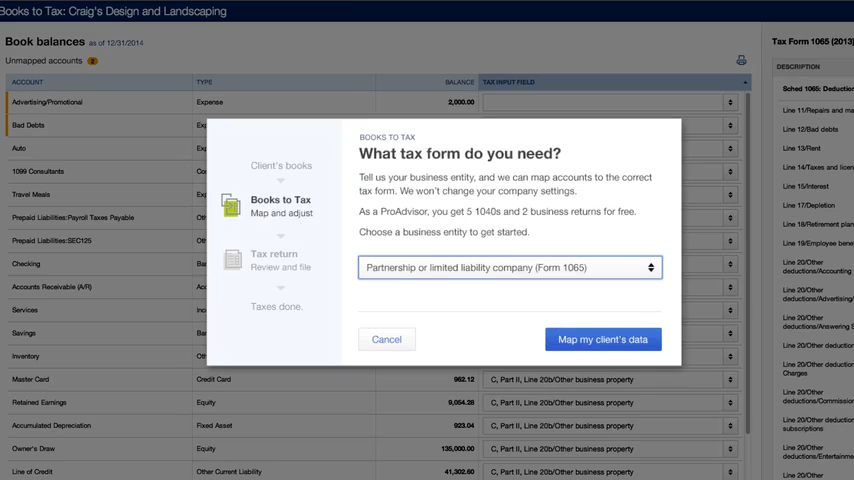 Books to Tax: Craig's Design and Landscaping
Book balances as of 12/31/2014
Unmapped accounts 2
ACCOUNT TYPE BALANCE TAX INPUT FIELD
Advertising/Promotional Expense 2,000.00
Bad Debts
Auto
1099 Consultants
Travel Meals
Prepaid Liabilities:Payroll Taxes Payable
Prepaid Liabilities:SEC125
Checking
Accounts Receivable (A/R)
Services
Savings
Inventory
Master Card Credit Card 962.12 C, Part II, Line 20b/Other business property
Retained Earnings Equity 9,054.28 C, Part II, Line 20b/Other business property
Accumulated Depreciation Fixed Asset 923.04 C, Part II, Line 20b/Other business property
Owner's Draw Equity 135,000.00 C, Part II, Line 20b/Other business property
Line of Credit Other Current Liability 41,302.60 C, Part II, Line 20b/Other business property
Client's books
Books to Tax
Map and adjust
Tax return
Review and file
Taxes done.
BOOKS TO TAX
What tax form do you need?
Tell us your business entity, and we can map accounts to the correct
tax form. We won't change your company settings.
As a ProAdvisor, you get 5 1040s and 2 business returns for free.
Choose a business entity to get started.
Partnership or limited liability company (Form 1065)
Cancel Map my client's data
Tax Form 1065 (2013)
DESCRIPTION
Sched 1065: Deductio
Line 11/Repairs and ma
Line 12/Bad debts
Line 13/Rent
Line 14/Taxes and licen
Line 15/Interest
Line 17/Depletion
Line 18/Retirement plan
Line 19/Employee bene
Line 20/Other
deductions/Accounting
Line 20/Other
deductions/Advertising/
Line 20/Other
deductions/Answering S
Line 20/Other
Charges
Line 20/Other
deductions/Commission
Line 20/Other deduction
subscriptions
Line 20/Other
deductions/Entertainme
Line 20/Other